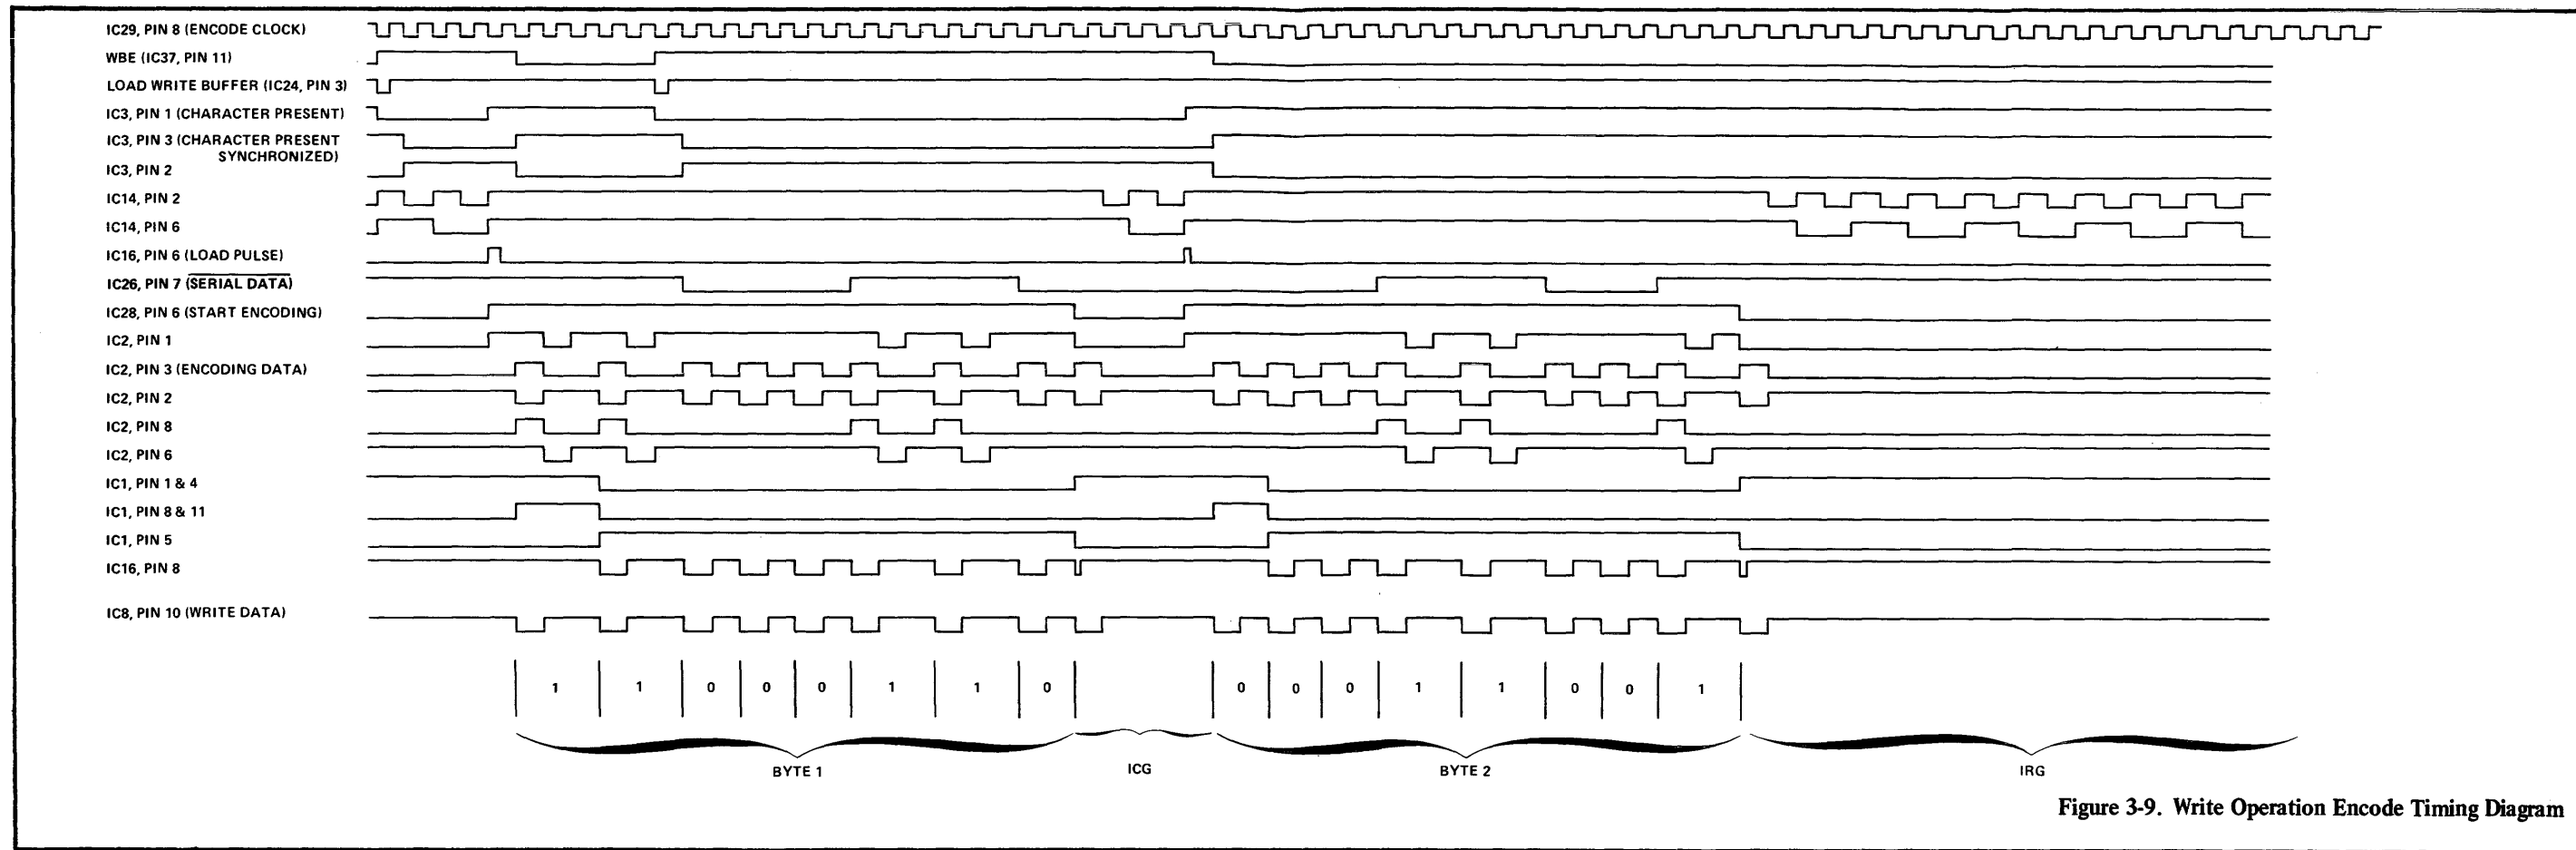 IC29, PIN 8 (ENCODE CLOCK)
WBE (IC37, PIN 11)
LOAD WRITE BUFFER (IC24, PIN 3)
IC3, PIN 1 (CHARACTER PRESENT)
IC3, PIN 3 (CHARACTER PRESENT
SYNCHRONIZED)
IC3, PIN 2
IC14, PIN 2
IC14, PIN 6
IC16, PIN 6 (LOAD PULSE)
IC26, PIN 7 (SERIAL DATA)
IC28, PIN 6 (START ENCODING)
IC2, PIN 1
IC2, PIN 3 (ENCODING DATA)
IC2, PIN 2
IC2, PIN 8
IC2, PIN 6
IC1, PIN 1 & 4
IC1, PIN 8 & 11
IC1, PIN 5
IC16, PIN 8
IC8, PIN 10 (WRITE DATA)
1 1 0 0 0 1 1 0 0 0 0 1 1 0 0 1
BYTE 1 ICG BYTE 2 IRG
Figure 3-9. Write Operation Encode Timing Diagram